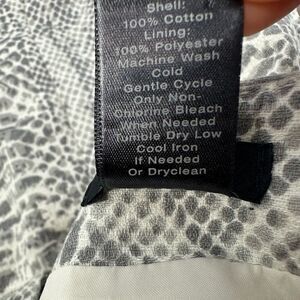 Shell:
100% Cotton
Lining:
100% Polyester
Machine Wash
Cold
Gentle Cycle
Only Non-
Chlorine Bleach
When Needed
Tumble Dry Low
Cool Iron
If Needed
Or Dryclean